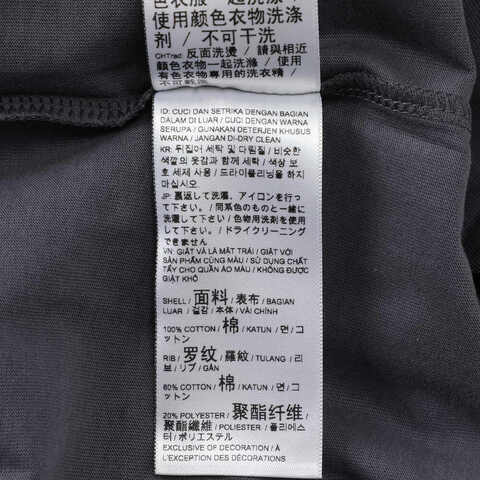 使用颜色衣物洗涤
剂 / 不可干洗
CHTrad: 反面洗燙 / 請與相近
顏色衣物一起洗滌 / 使用
有色衣物專用的洗衣精 /
ID: CUCI DAN SETRIKA DENGAN BAGIAN
DALAM DI LUAR / CUCI DENGAN WARNA
SERUPA / GUNAKAN DETERJEN KHUSUS
WARNA / JANGAN DI-DRY CLEAN
KR: 뒤집어 세탁 및 다림질 / 비슷한
색깔의 옷감과 함께 세탁 / 색상 보
호 세제 사용 / 드라이클리닝을 하지
마십시오
JP: 裏返して洗濯、アイロンを行っ
て下さい。/ 同系色のものと一緒に
洗濯して下さい / 色物用洗剤を使用
して下さい。/ ドライクリーニング
できません
VN: GIẶT VÀ LÀ MẶT TRÁI / GIẶT VỚI
SẢN PHẨM CÙNG MÀU / SỬ DỤNG CHẤT
TẨY CHO QUẦN ÁO MÀU / KHÔNG ĐƯỢC
GIẶT KHÔ
SHELL / 面料 / 表布 / BAGIAN
LUAR / 겉감 / 本体 / VẢI CHÍNH
100% COTTON / 棉 / KATUN / 면 / コ
ットン
RIB / 罗纹 / 羅紋 / TULANG / 리
브 / リブ / GÂN
80% COTTON / 棉 / KATUN / 면 / コ
ットン
20% POLYESTER / 聚酯纤维 /
聚酯纖維 / POLIESTER / 폴리에스
터 / ポリエステル
EXCLUSIVE OF DECORATION / A
L'EXCEPTION DES DÉCORATIONS